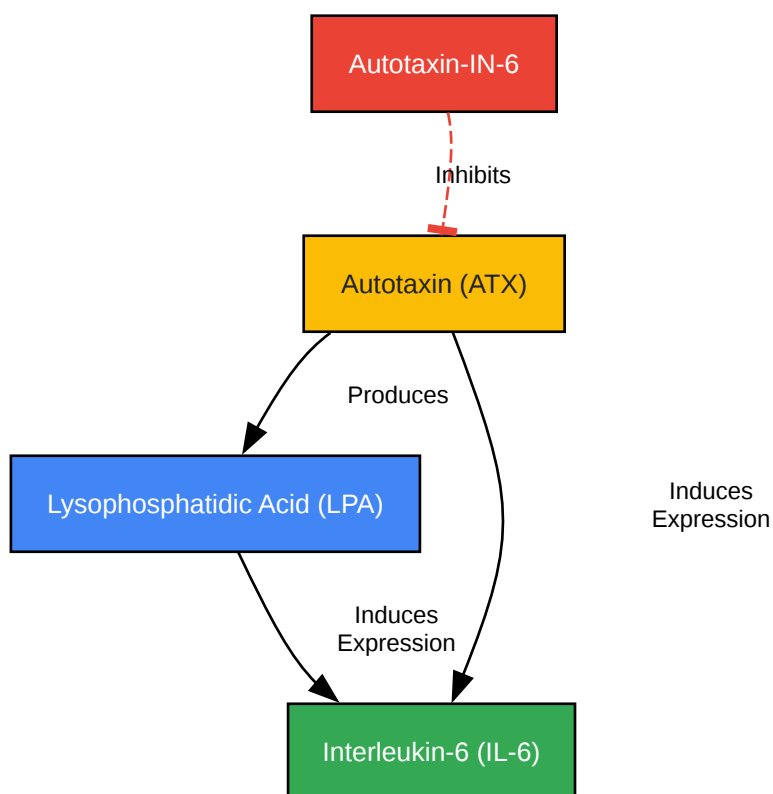 Autotaxin-IN-6
Inhibits
Autotaxin (ATX)
Produces
Lysophosphatidic Acid (LPA)
Induces
Expression
Induces
Expression
Interleukin-6 (IL-6)